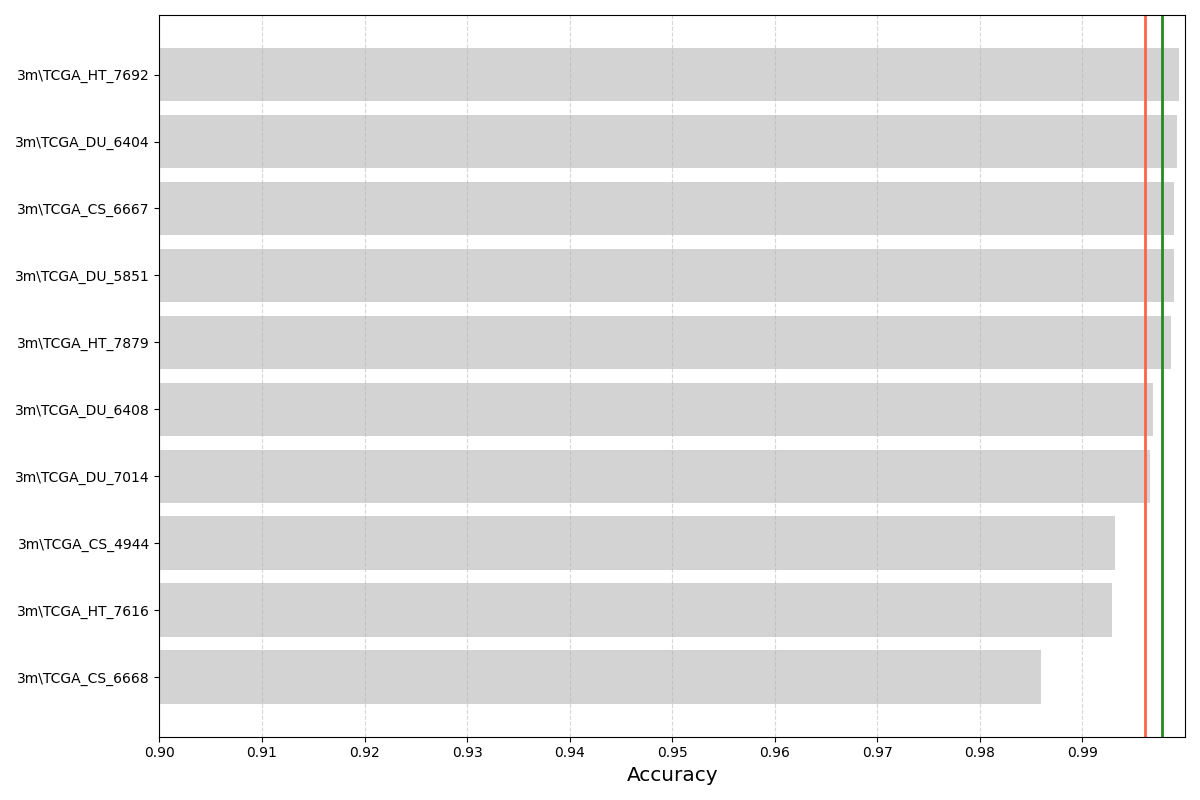 3m\TCGA_HT_7692
3m\TCGA_DU_6404
3m\TCGA_CS_6667
3m\TCGA_DU_5851
3m\TCGA_HT_7879
3m\TCGA_DU_6408
3m\TCGA_DU_7014
3m\TCGA_CS_4944
3m\TCGA_HT_7616
3m\TCGA_CS_6668
0.90 0.91 0.92 0.93 0.94 0.95 0.96 0.97 0.98 0.99
Accuracy